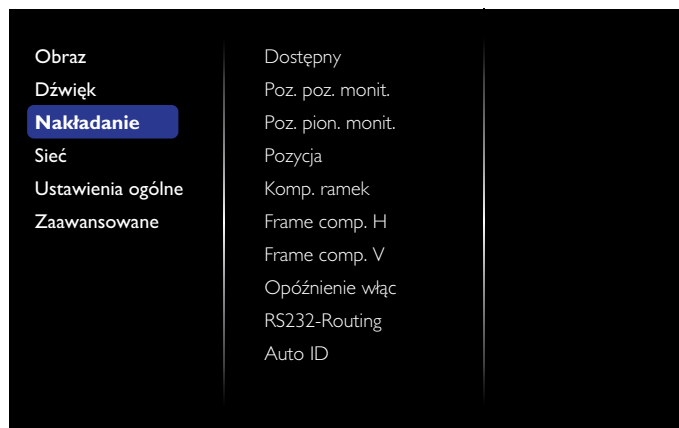 Obraz
Dźwięk
Nakładanie
Sieć
Ustawienia ogólne
Zaawansowane
Dostępny
Poz. poz. monit.
Poz. pion. monit.
Pozycja
Komp. ramek
Frame comp. H
Frame comp. V
Opóźnienie włąc
RS232-Routing
Auto ID